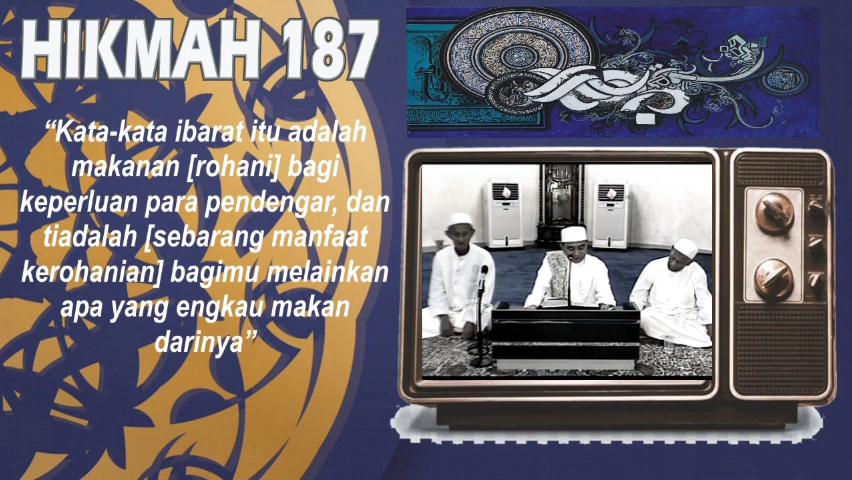 HIKMAH 187
“Kata-kata ibarat itu adalah
makanan [rohani] bagi
keperluan para pendengar, dan
tiadalah [sebarang manfaat
kerohanian] bagimu melainkan
apa yang engkau makan
darinya”